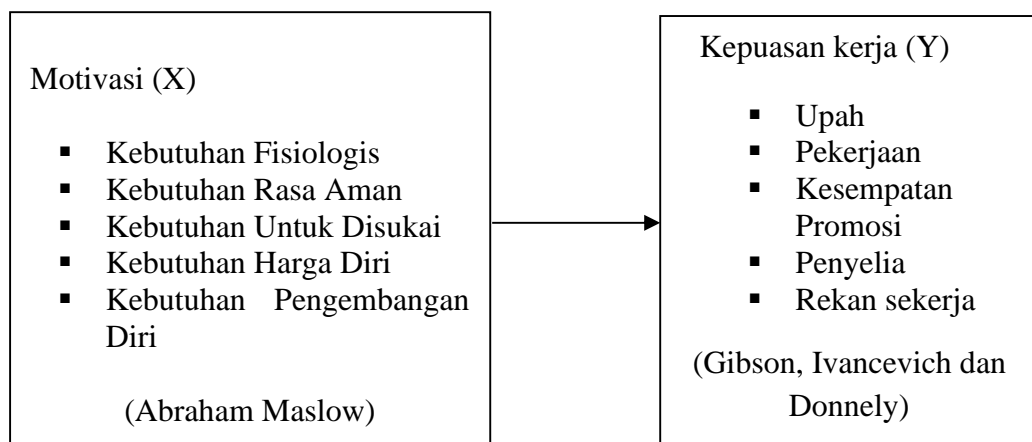 Motivasi (X)
▪ Kebutuhan Fisiologis
▪ Kebutuhan Rasa Aman
▪ Kebutuhan Untuk Disukai
▪ Kebutuhan Harga Diri
▪ Kebutuhan Pengembangan
Diri
(Abraham Maslow)
Kepuasan kerja (Y)
▪ Upah
▪ Pekerjaan
▪ Kesempatan
Promosi
▪ Penyelia
▪ Rekan sekerja
(Gibson, Ivancevich dan
Donnely)